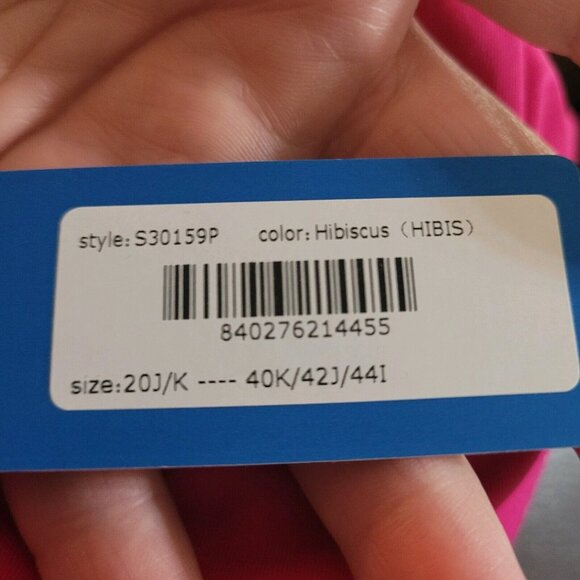 style: S30159P color: Hibiscus（HIBIS）
840276214455
size:20J/K ---- 40K/42J/44I